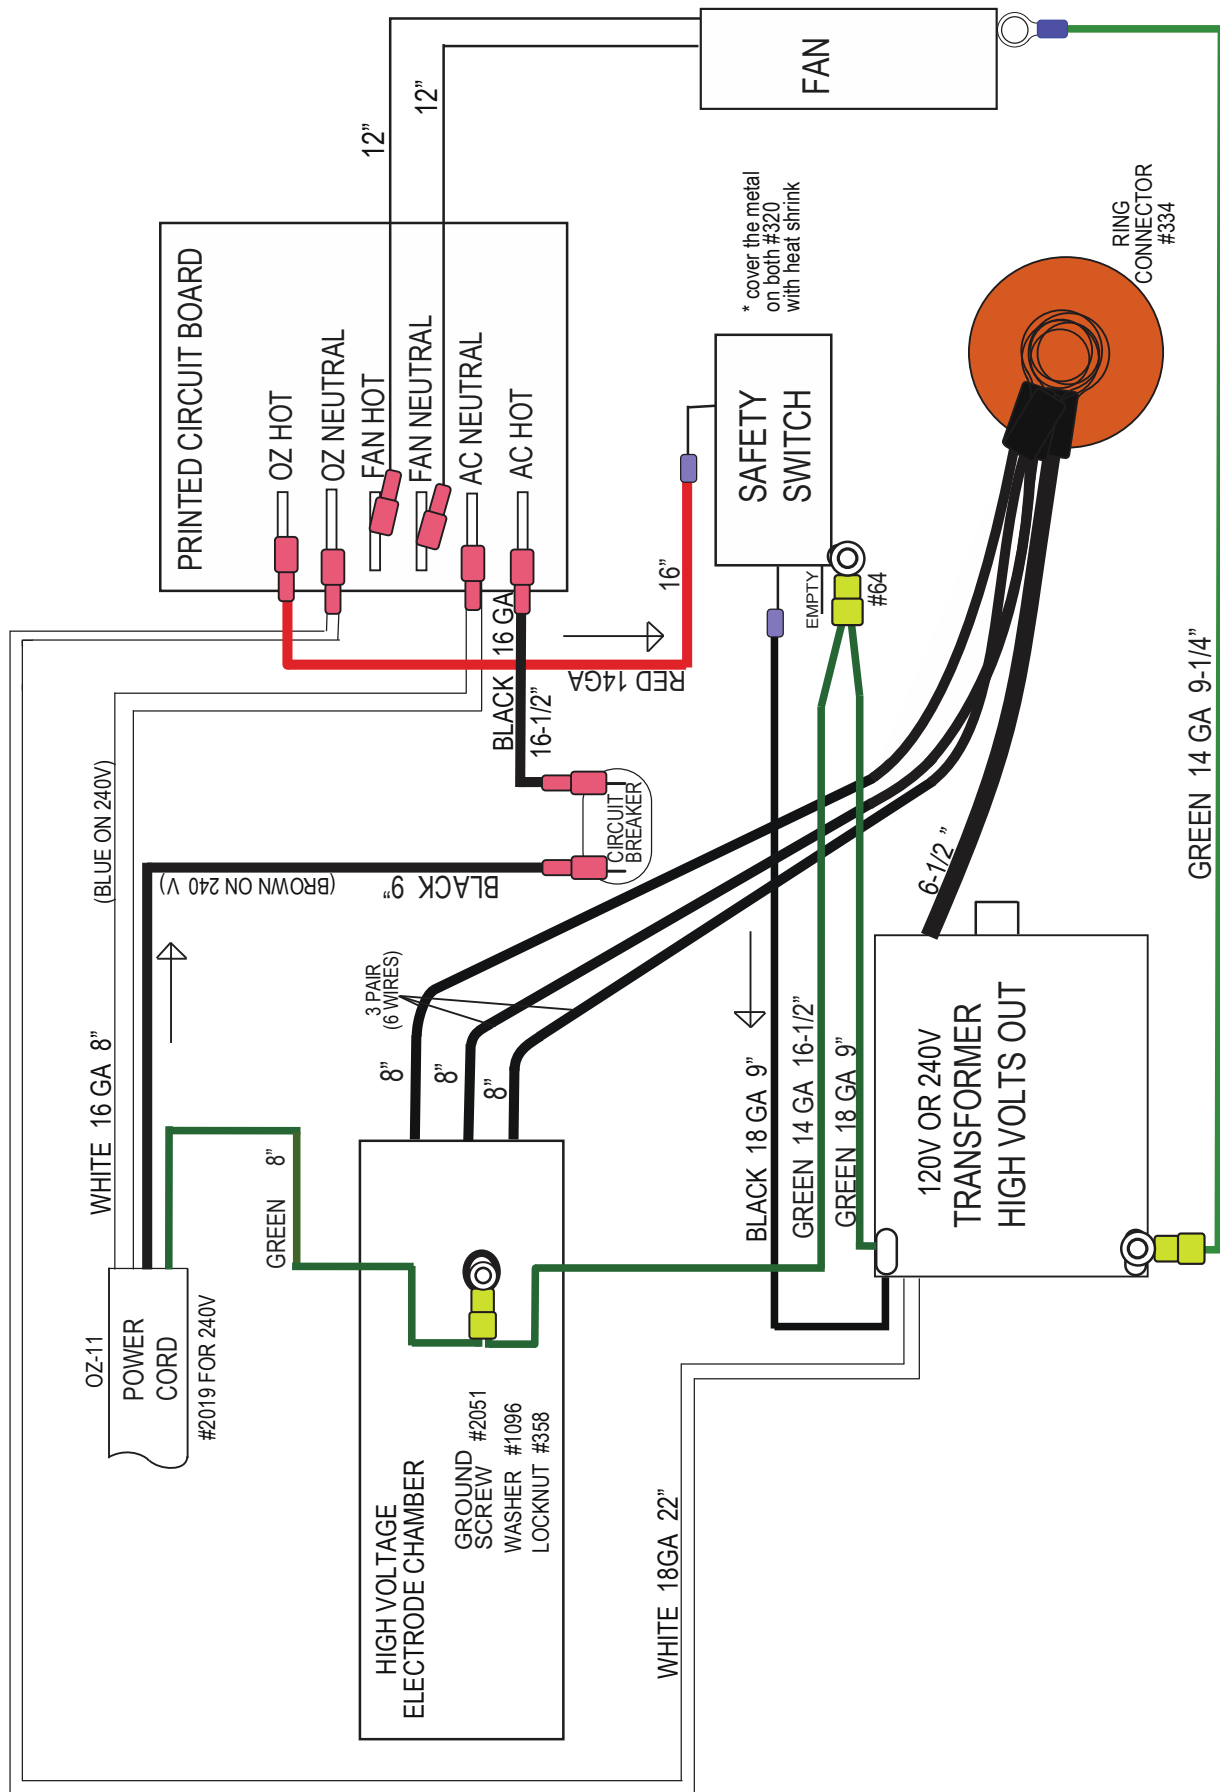 FAN
12”
12”
PRINTED CIRCUIT BOARD
OZ HOT
OZ NEUTRAL
FAN HOT
FAN NEUTRAL
AC NEUTRAL
AC HOT
* cover the metal
on both #320
with heat shrink
RING
CONNECTOR
#334
SAFETY
SWITCH
EMPTY
#64
16”
RED 14GA
BLACK 16 GA
16-1/2”
CIRCUIT
BREAKER
(BLUE ON 240V)
(BROWN ON 240 V)
BLACK 9”
WHITE 16 GA 8”
3 PAIR
(6 WIRES)
8”
8”
8”
GREEN 8”
OZ-11
POWER
CORD
#2019 FOR 240V
HIGH VOLTAGE
ELECTRODE CHAMBER
GROUND
SCREW #2051
WASHER #1096
LOCKNUT #358
BLACK 18 GA 9”
GREEN 14 GA 16-1/2”
GREEN 18 GA 9”
6-1/2 ”
120V OR 240V
TRANSFORMER
HIGH VOLTS OUT
GREEN 14 GA 9-1/4”
WHITE 18GA 22”